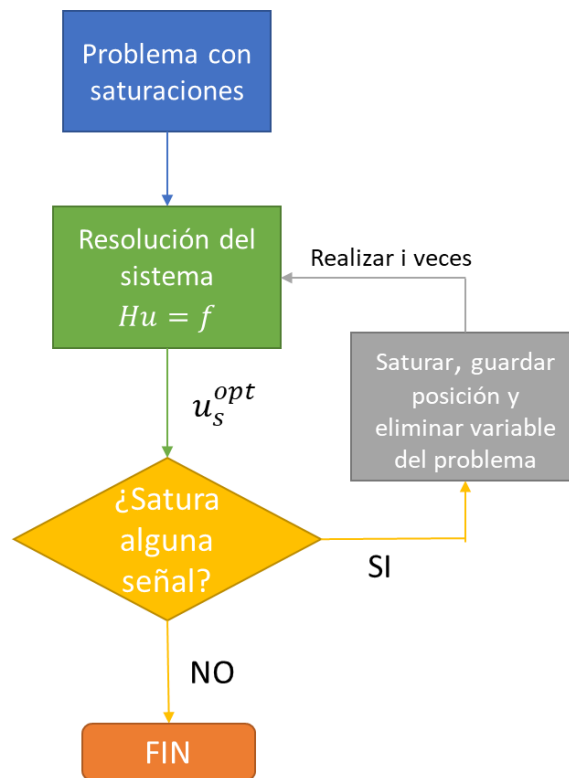 Problema con
saturaciones
Resolución del
sistema
Hu = f
Realizar i veces
Saturar, guardar
posición y
eliminar variable
del problema
u_s^{opt}
¿Satura
alguna
señal?
SI
NO
FIN